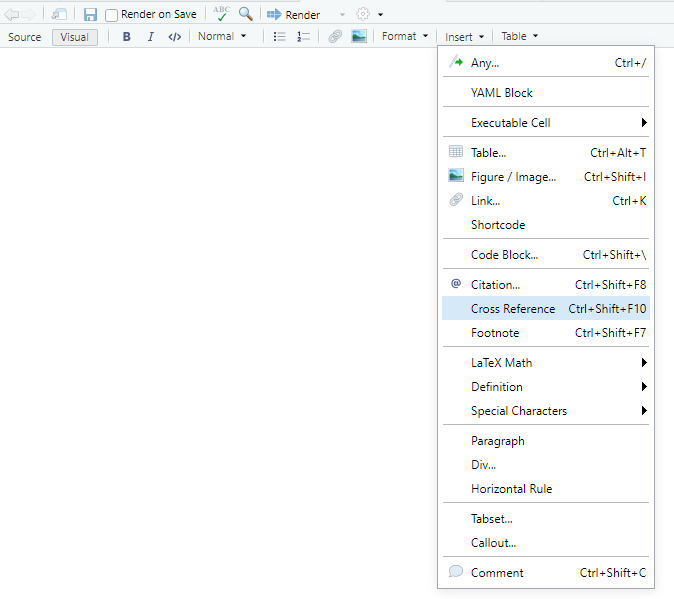 Render on Save ABC Render
Source Visual B I </> Normal Format Insert Table
Any... Ctrl+/
YAML Block
Executable Cell
Table... Ctrl+Alt+T
Figure / Image... Ctrl+Shift+I
Link... Ctrl+K
Shortcode
Code Block... Ctrl+Shift+\
@ Citation... Ctrl+Shift+F8
Cross Reference Ctrl+Shift+F10
Footnote Ctrl+Shift+F7
LaTeX Math
Definition
Special Characters
Paragraph
Div...
Horizontal Rule
Tabset...
Callout...
Comment Ctrl+Shift+C